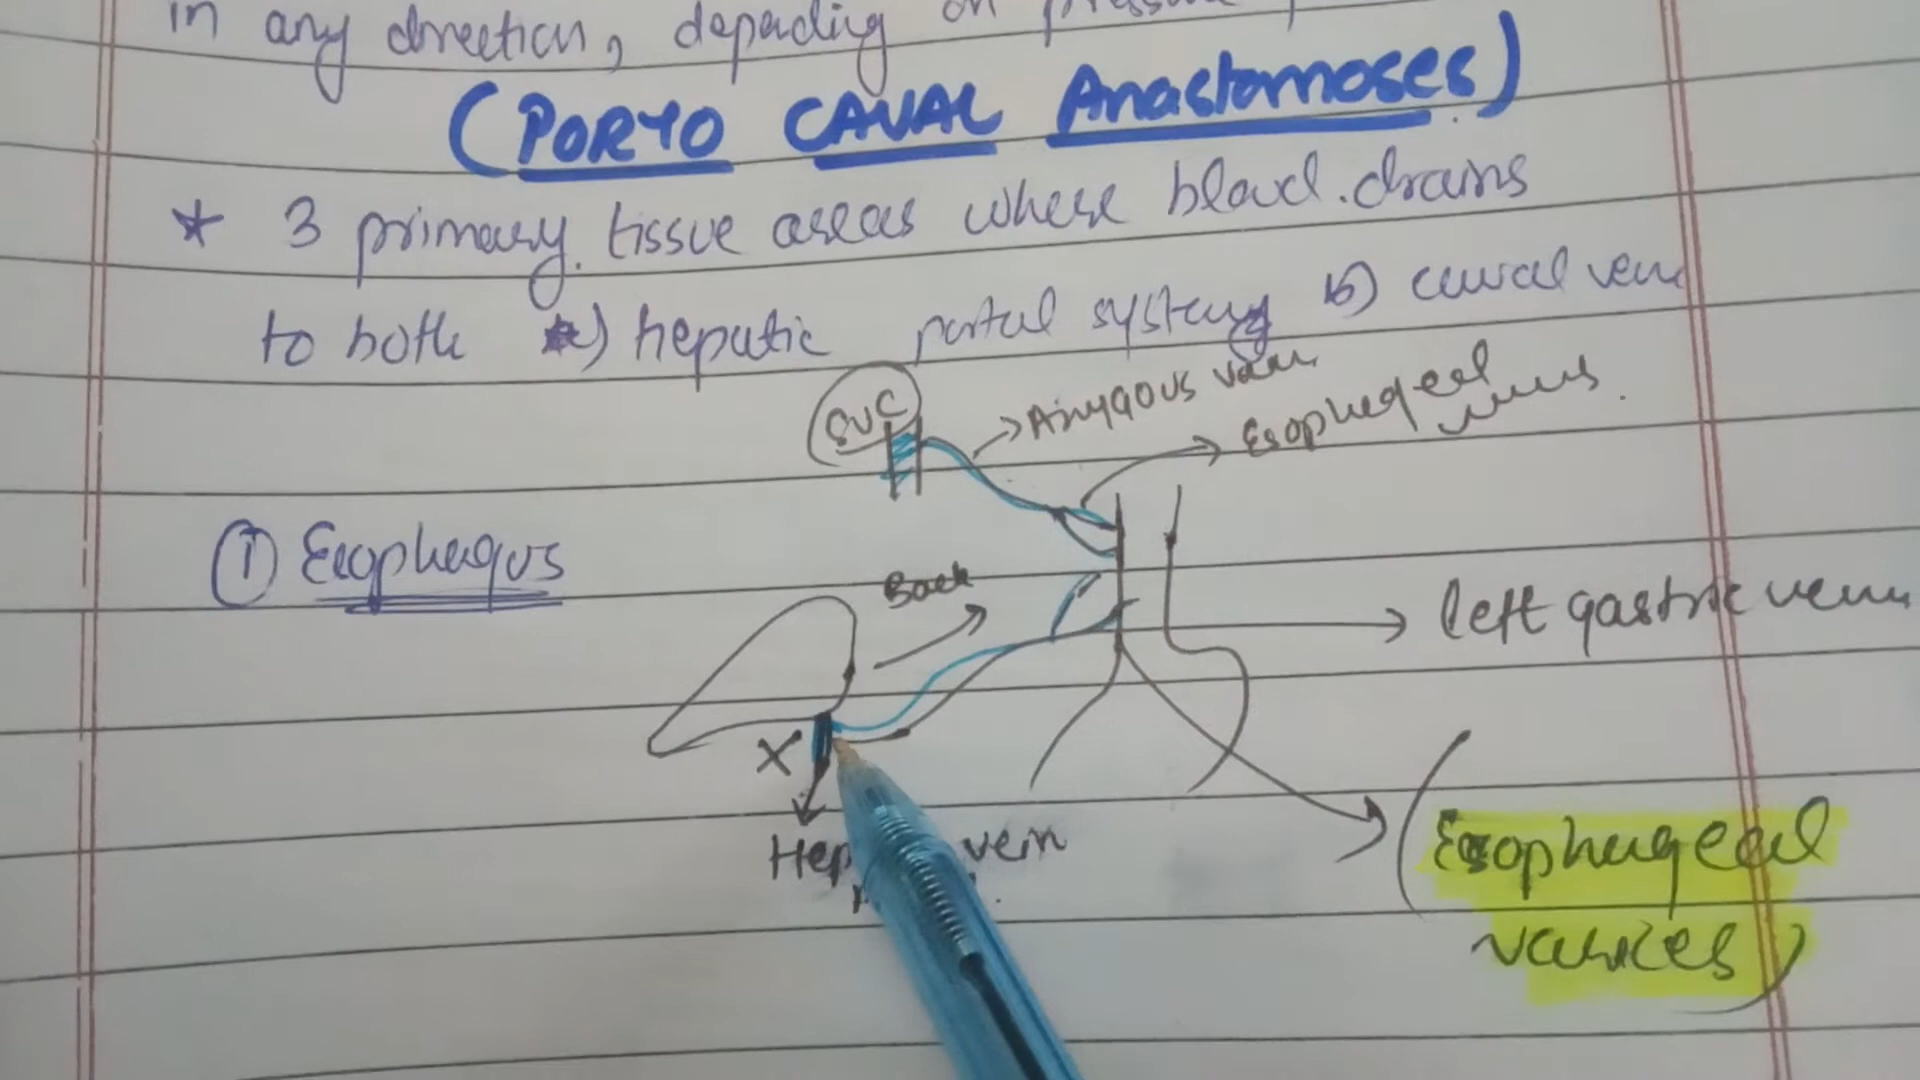 in any direction, depending on pressure
(PORTO CAVAL Anastomoses)
* 3 primary tissue areas where blood drains
to both a) hepatic portal system b) caval vein
SVC
Azygous vein
Esophageal veins.
① Esophagus
Back
left gastric vein
X
vein
(Esophageal
varices)